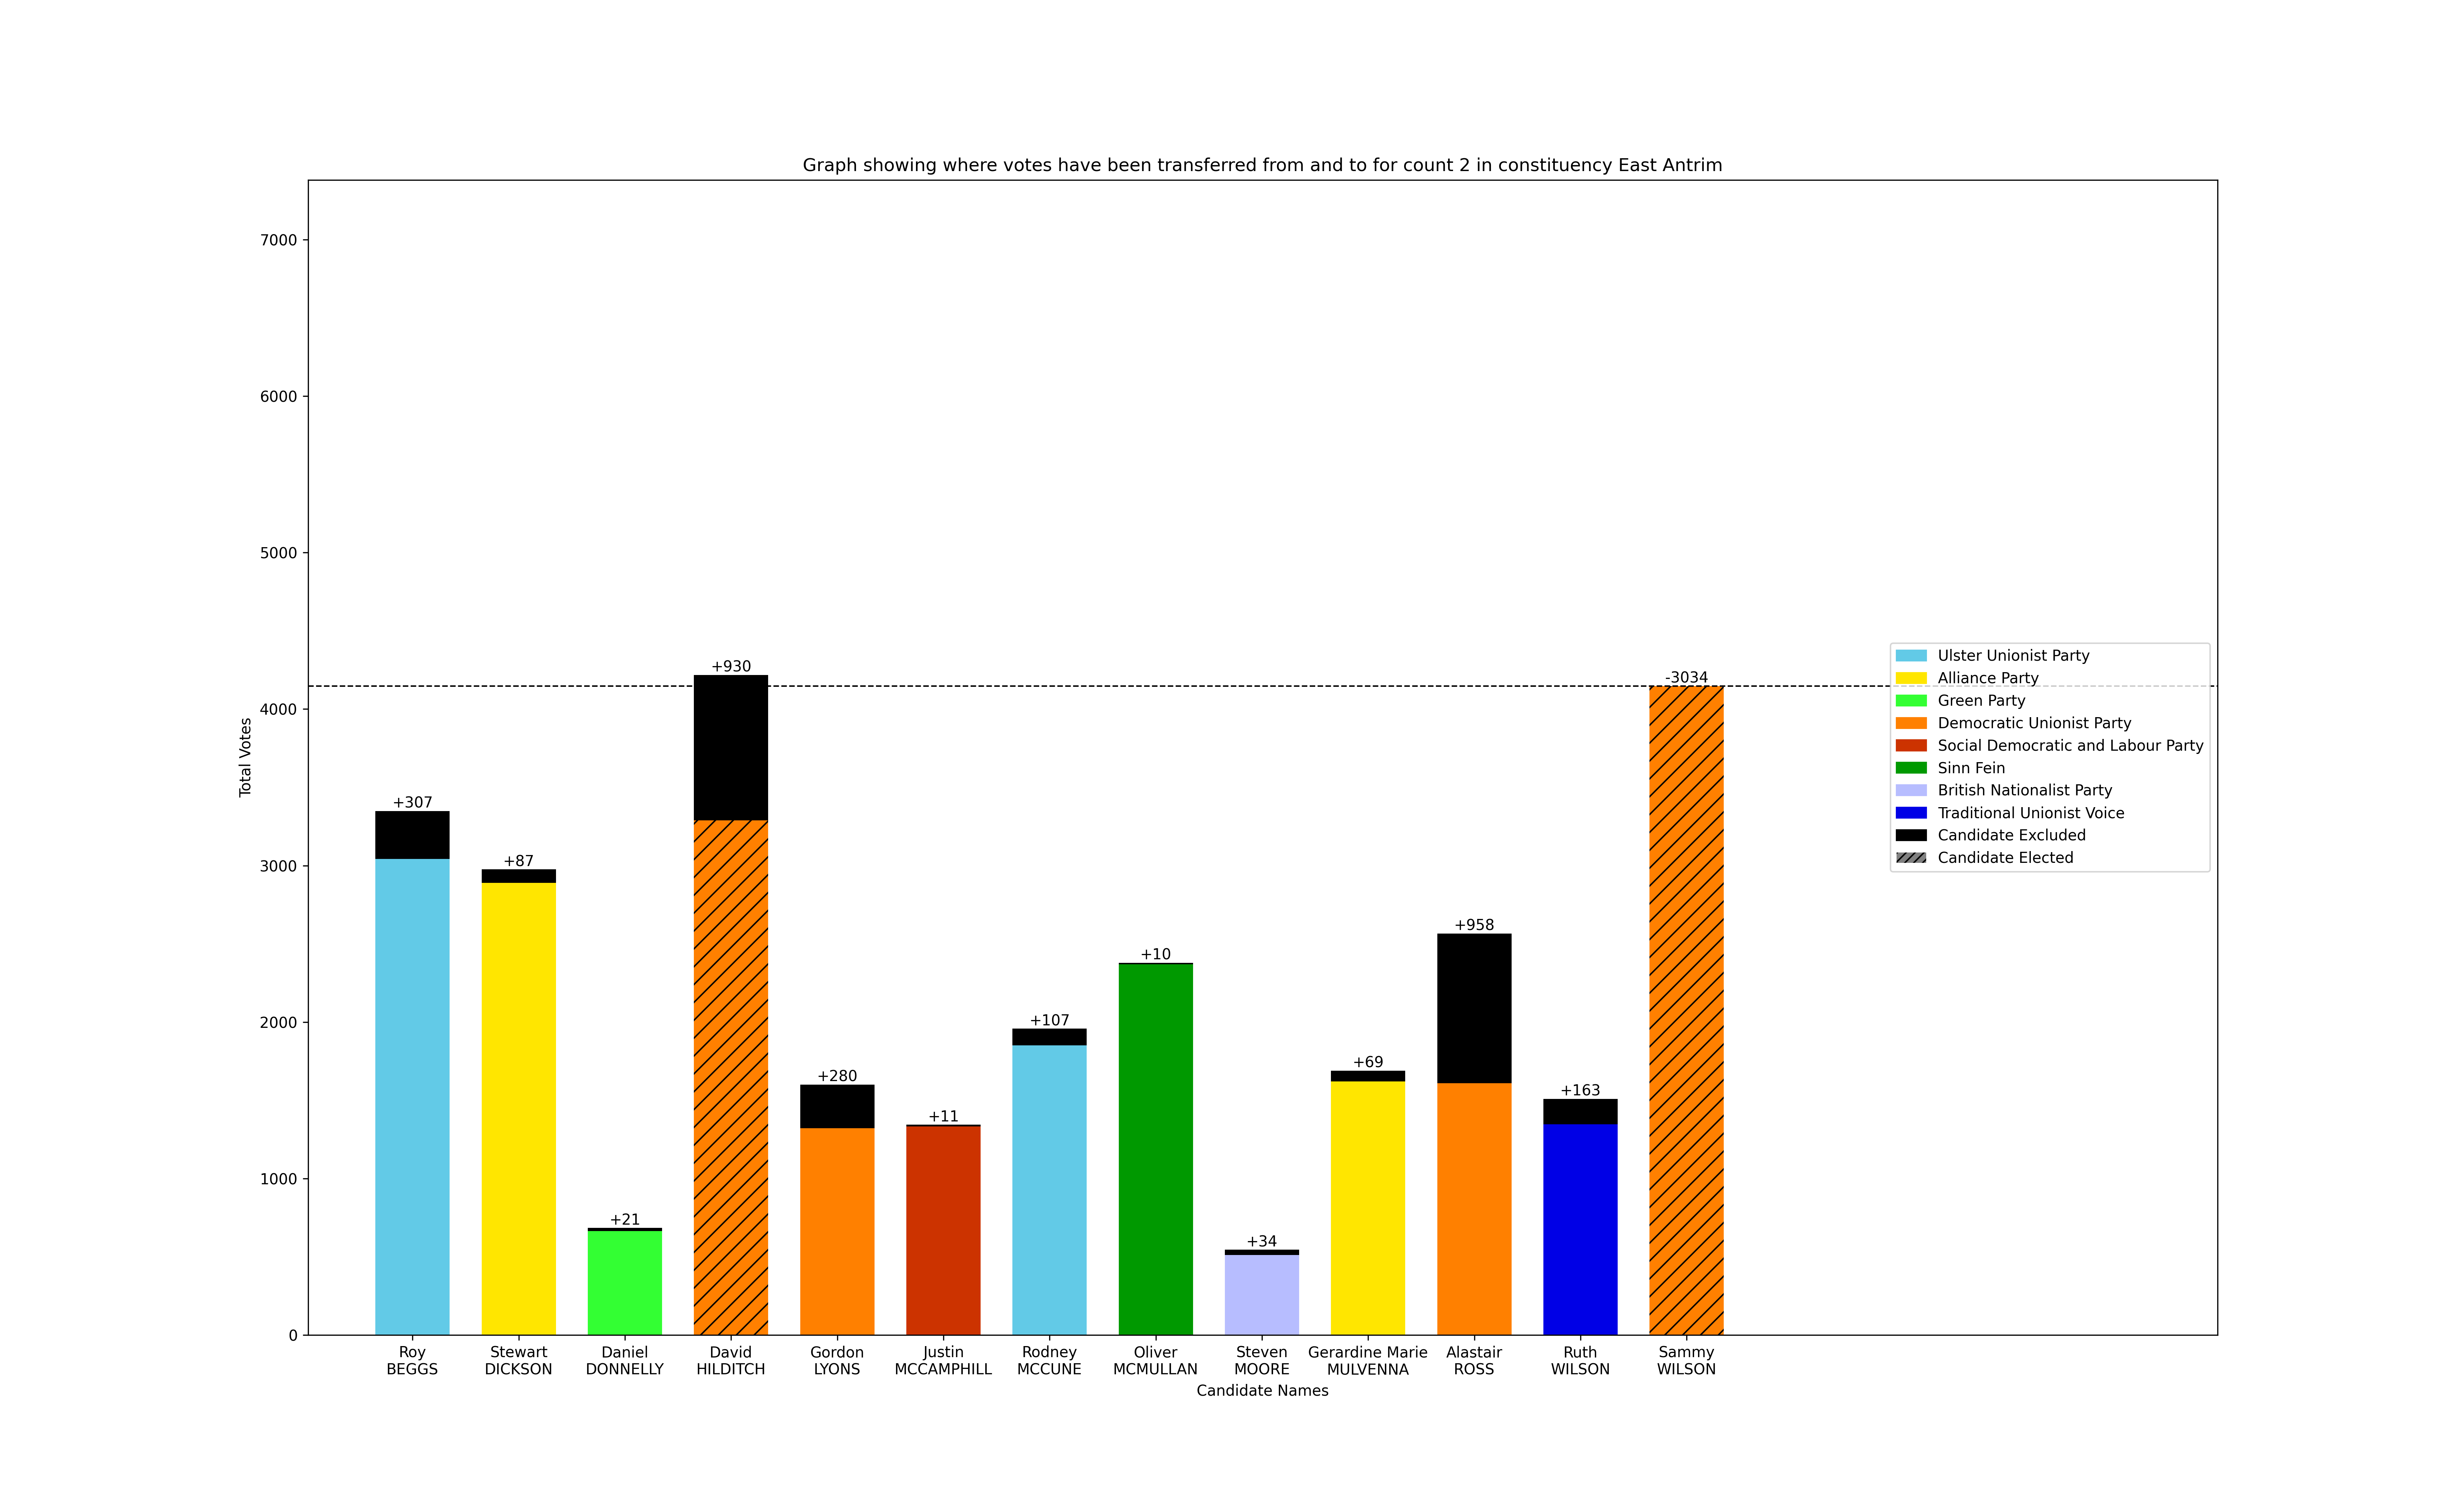 Graph showing where votes have been transferred from and to for count 2 in constituency East Antrim
Total Votes
7000
6000
5000
4000
3000
2000
1000
0
+307
+87
+21
+930
+280
+11
+107
+10
+34
+69
+958
+163
-3034
Ulster Unionist Party
Alliance Party
Green Party
Democratic Unionist Party
Social Democratic and Labour Party
Sinn Fein
British Nationalist Party
Traditional Unionist Voice
Candidate Excluded
Candidate Elected
Roy
BEGGS
Stewart
DICKSON
Daniel
DONNELLY
David
HILDITCH
Gordon
LYONS
Justin
MCCAMPHILL
Rodney
MCCUNE
Oliver
MCMULLAN
Steven
MOORE
Gerardine Marie
MULVENNA
Alastair
ROSS
Ruth
WILSON
Sammy
WILSON
Candidate Names